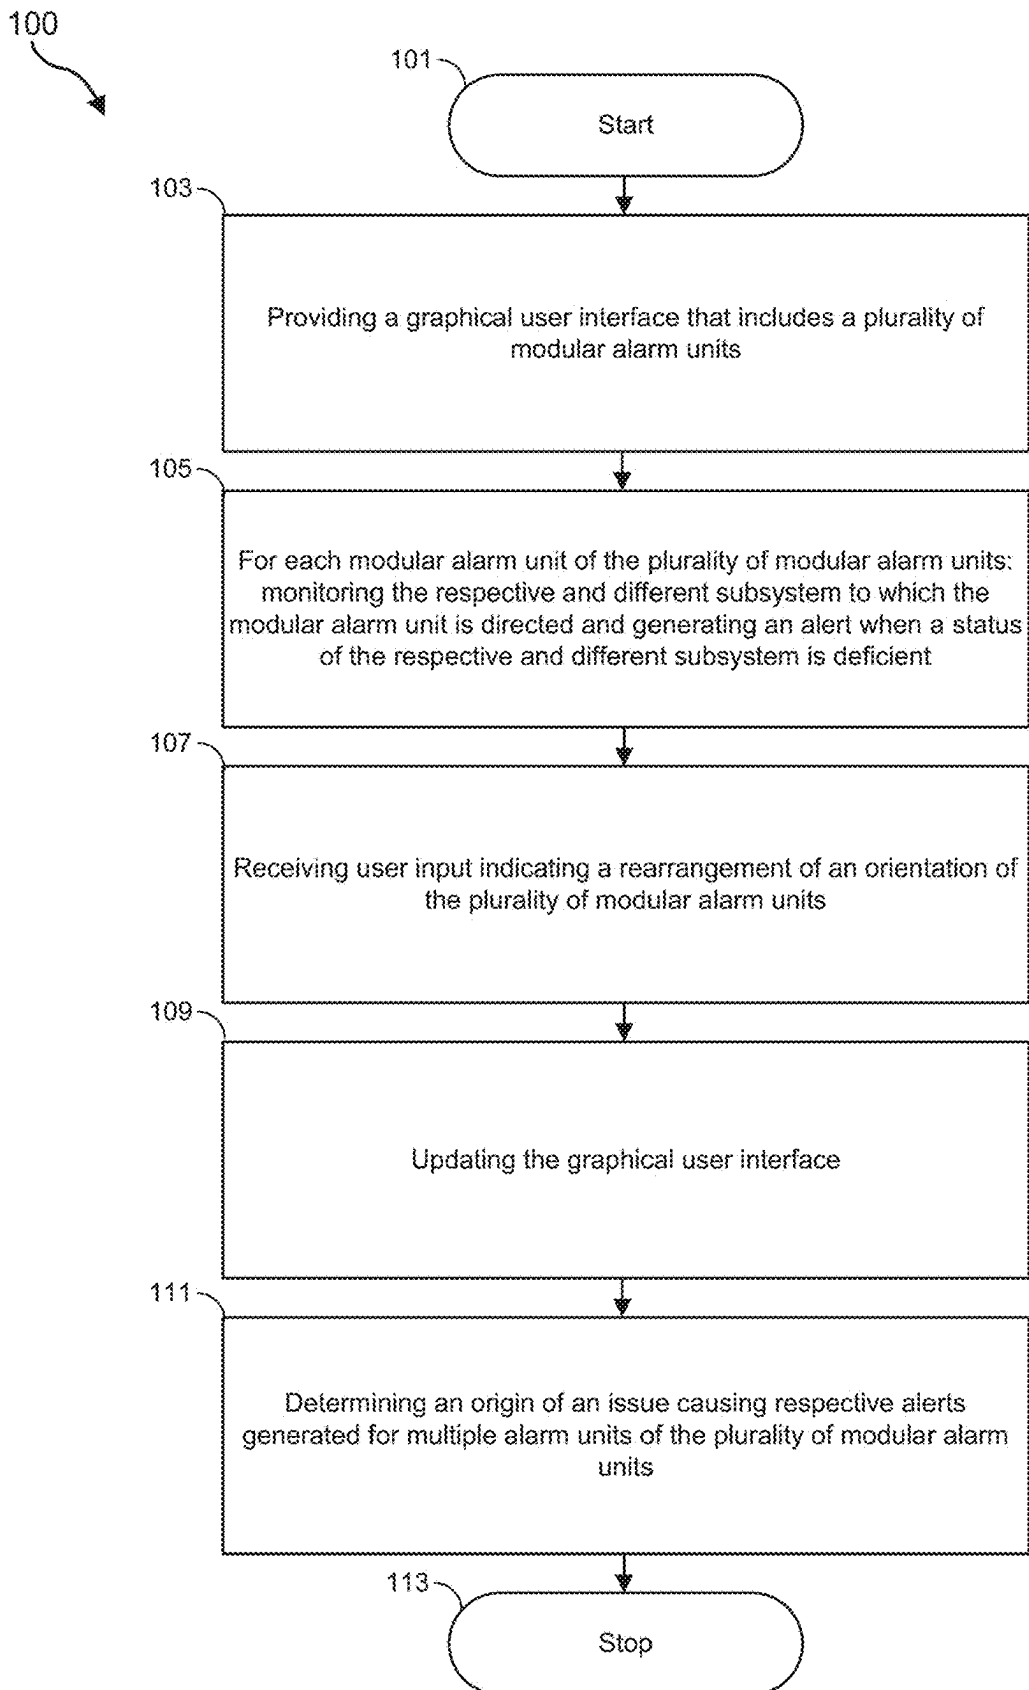 100
101
Start
103
Providing a graphical user interface that includes a plurality of
modular alarm units
105
For each modular alarm unit of the plurality of modular alarm units:
monitoring the respective and different subsystem to which the
modular alarm unit is directed and generating an alert when a status
of the respective and different subsystem is deficient
107
Receiving user input indicating a rearrangement of an orientation of
the plurality of modular alarm units
109
Updating the graphical user interface
111
Determining an origin of an issue causing respective alerts
generated for multiple alarm units of the plurality of modular alarm
units
113
Stop